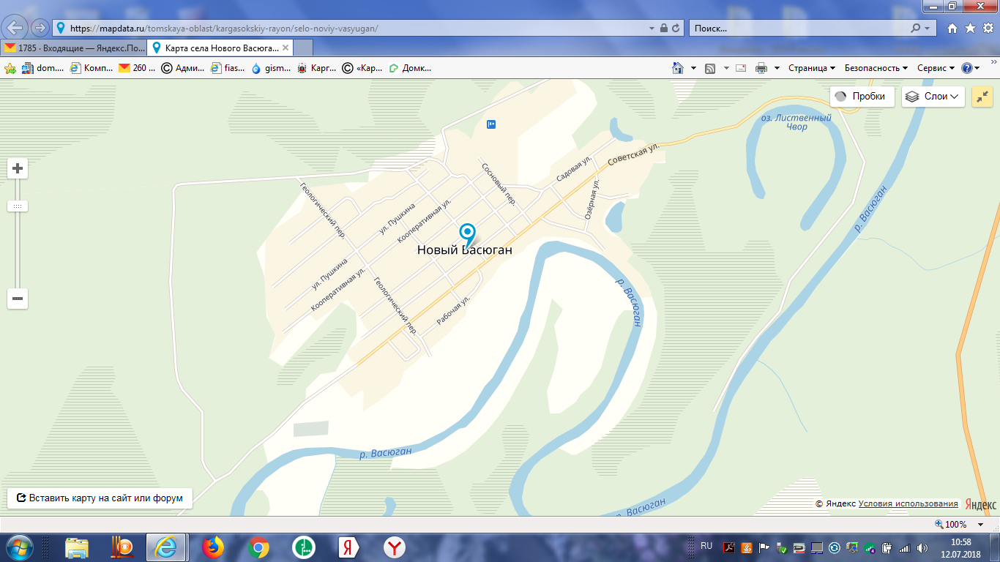 https://mapdata.ru/tomskaya-oblast/kargasokskiy-rayon/selo-noviy-vasyugan/
Поиск...
1785 · Входящие — Яндекс.По...
Карта села Нового Васюга...
dom....
Комп...
260 ...
Адми...
fias...
gism...
Карг...
«Кар...
Домк...
Страница
Безопасность
Сервис
Пробки
Слои
оз. Лиственный
Чвор
Советская ул.
Садовая ул.
Сосновый пер.
Озёрная ул.
р. Васюган
Геологический пер.
ул. Пушкина
Кооперативная ул.
Новый Васюган
ул. Пушкина
Кооперативная ул.
Геологический пер.
Рабочая ул.
р. Васюган
р. Васюган
р. Васюган
Вставить карту на сайт или форум
© Яндекс Условия использования
Яндекс
100%
RU
10:58
12.07.2018